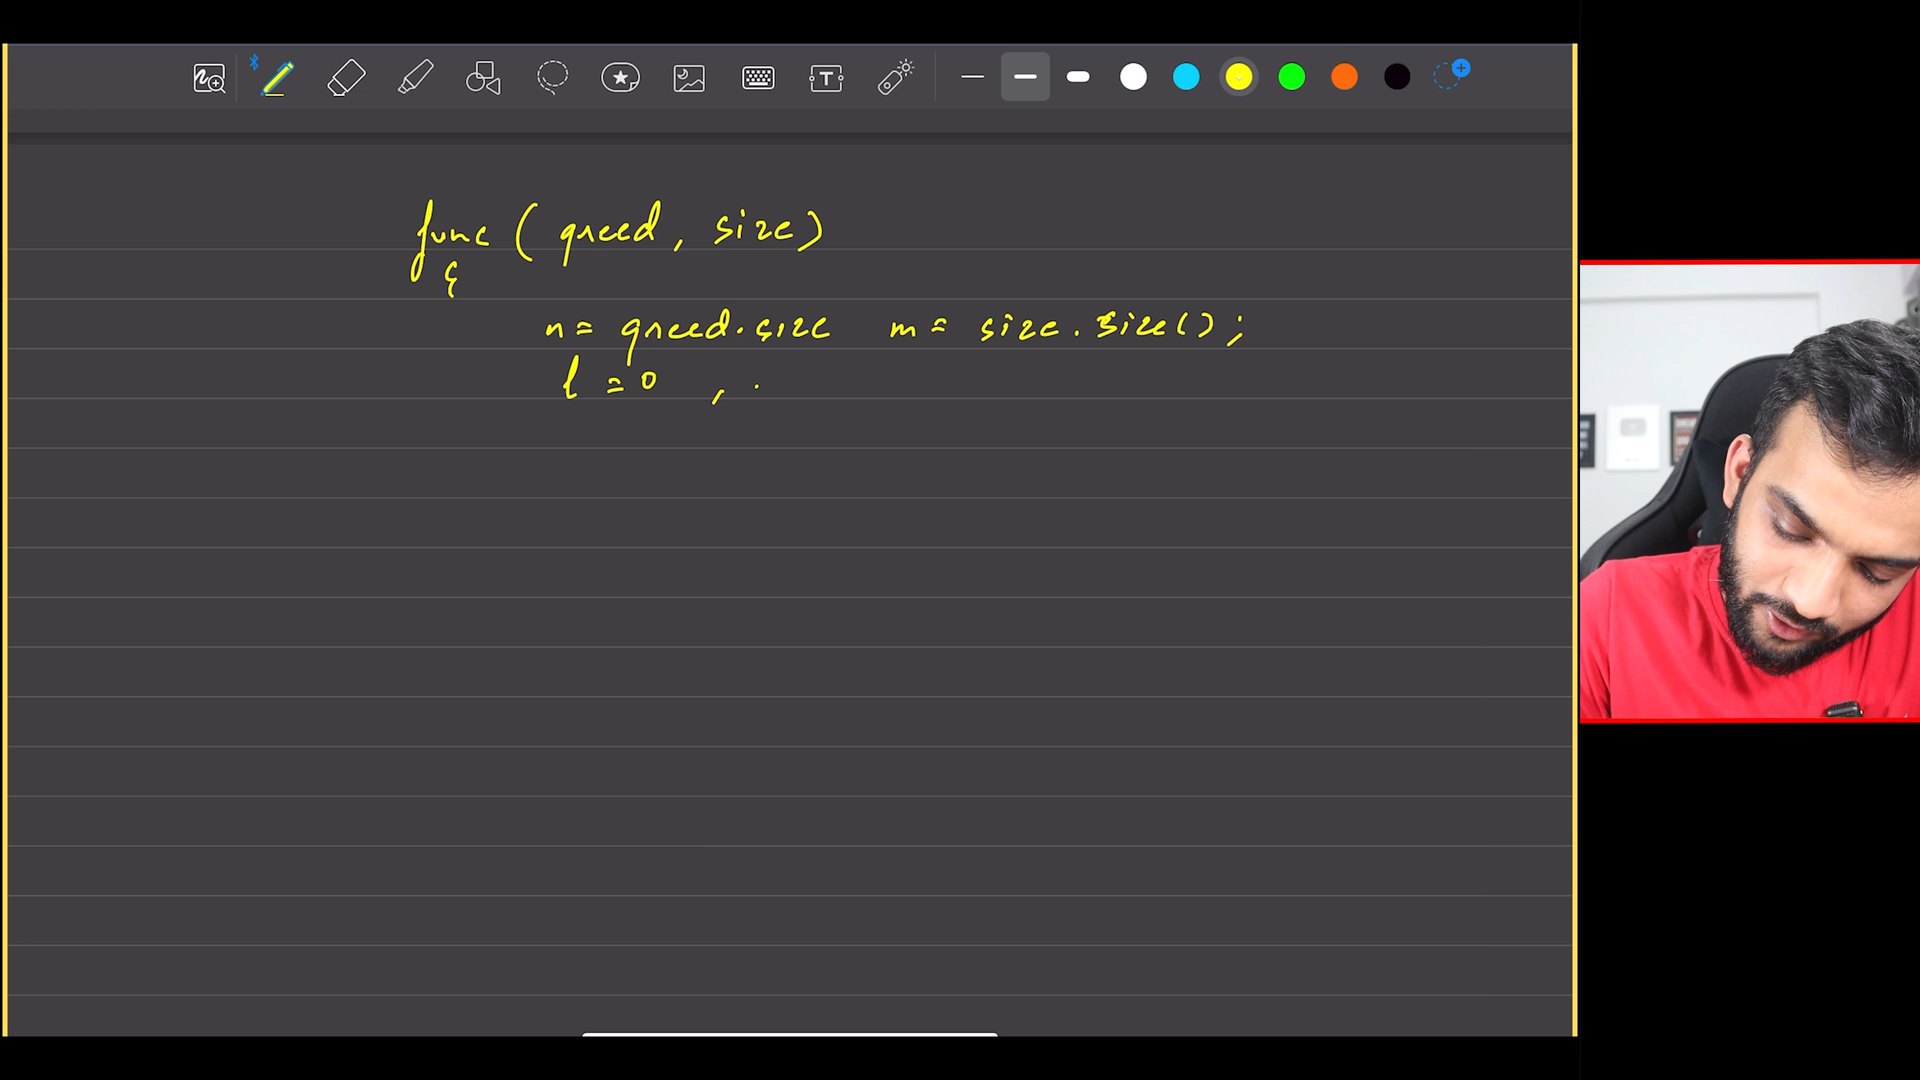 func ( greed, size)
{
n = greed.size m = size.size();
l = 0 ,